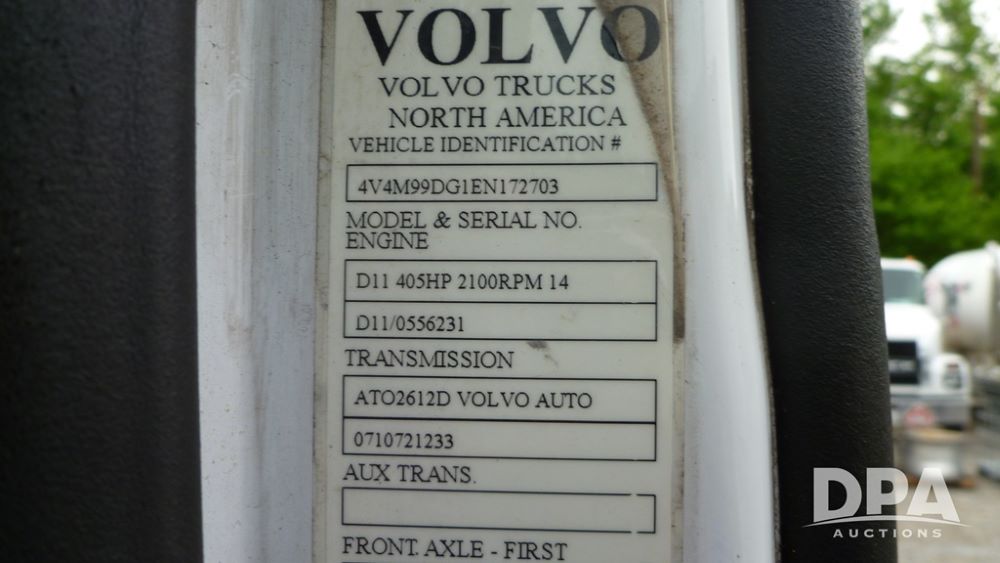 VOLVO
VOLVO TRUCKS
NORTH AMERICA
VEHICLE IDENTIFICATION #
4V4M99DG1EN172703
MODEL & SERIAL NO.
ENGINE
D11 405HP 2100RPM 14
D11/0556231
TRANSMISSION
ATO2612D VOLVO AUTO
0710721233
AUX TRANS.
FRONT AXLE - FIRST
DPA
AUCTIONS